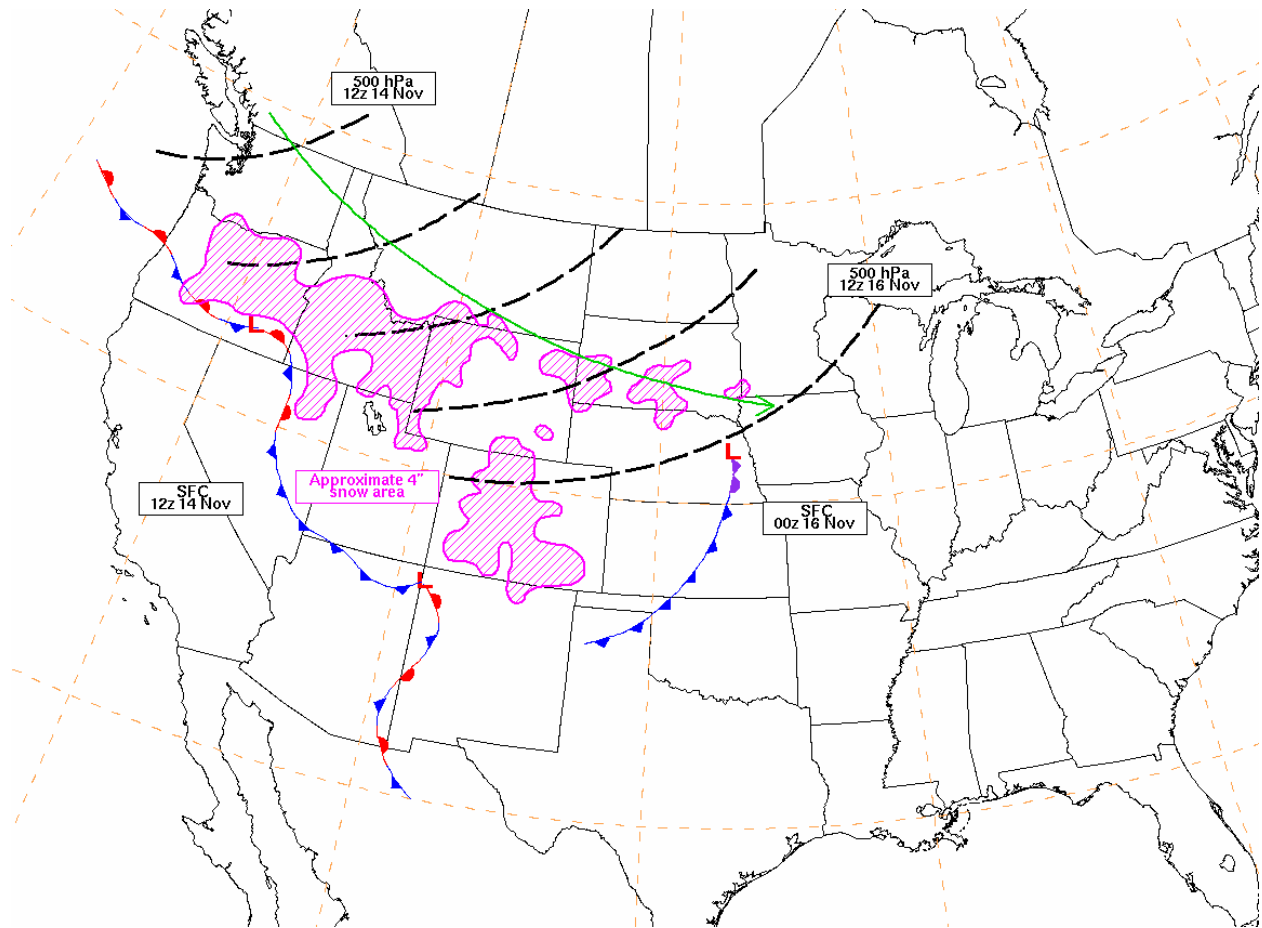 500 hPa
12z 14 Nov
500 hPa
12z 16 Nov
L
L
Approximate 4"
snow area
SFC
12z 14 Nov
SFC
00z 16 Nov
L